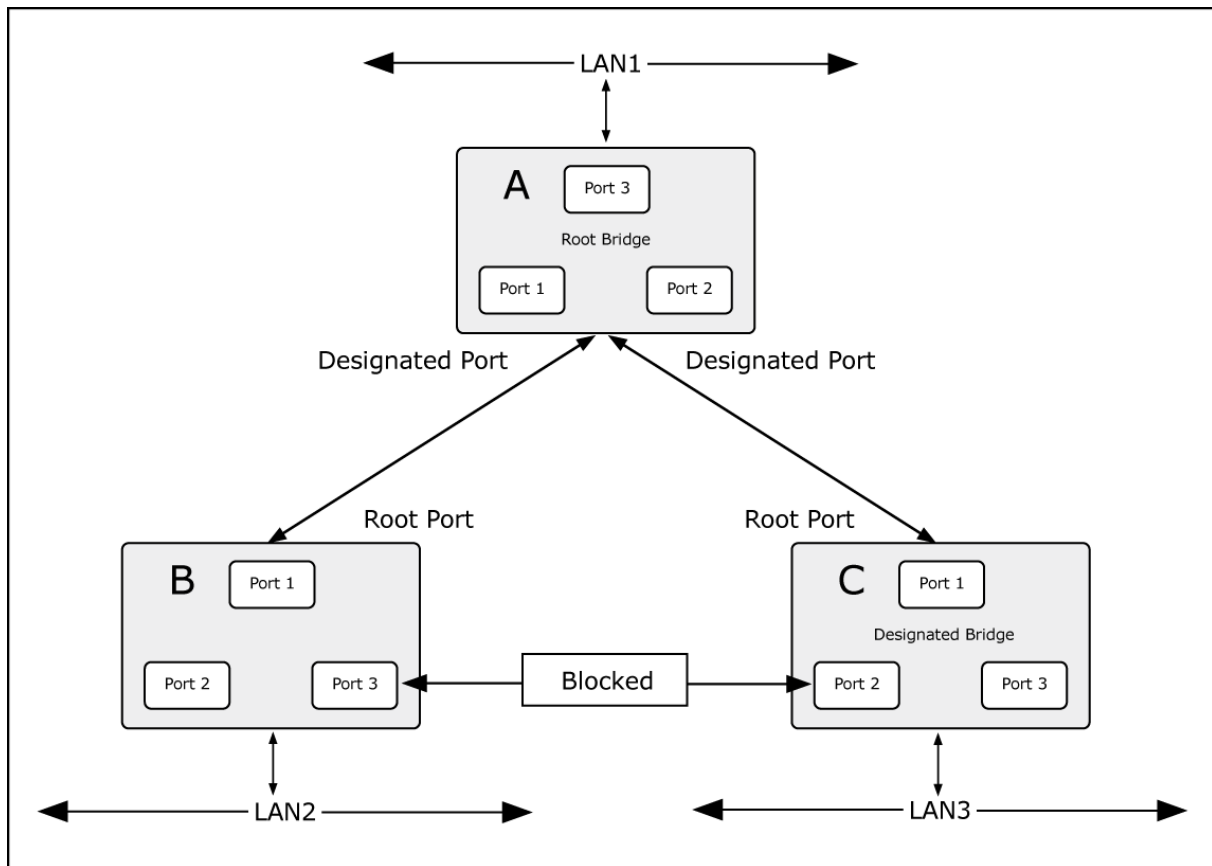 LAN1
A
Port 3
Root Bridge
Port 1
Port 2
Designated Port
Designated Port
Root Port
Root Port
B
Port 1
C
Port 1
Designated Bridge
Port 2
Port 3
Blocked
Port 2
Port 3
LAN2
LAN3